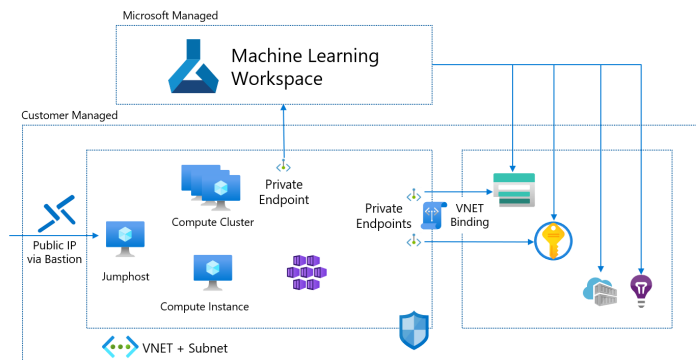 Microsoft Managed
Machine Learning
Workspace
Customer Managed
Private
Endpoint
Compute Cluster
Private
Endpoints
VNET
Binding
Public IP
via Bastion
Jumphost
Compute Instance
VNET + Subnet